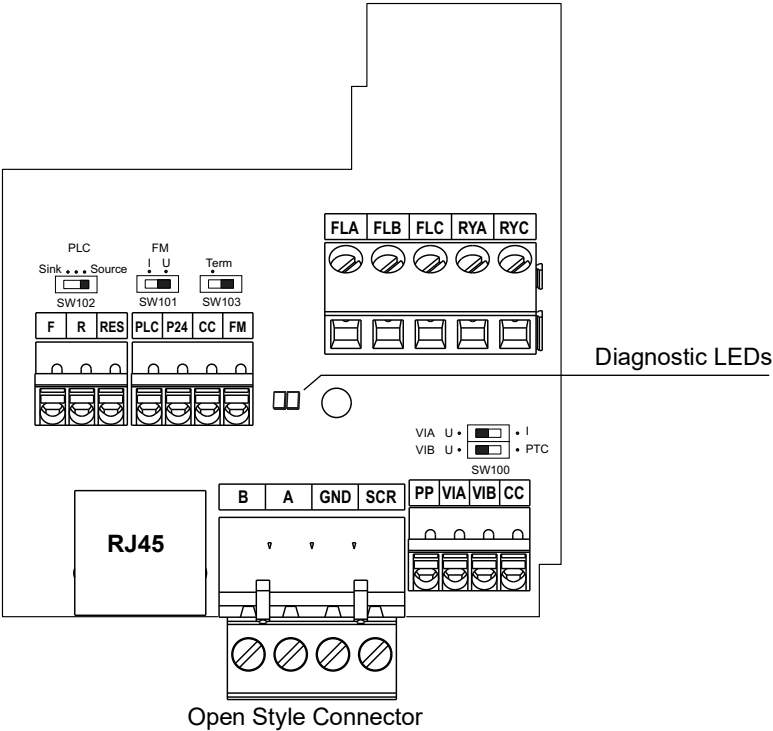 FLA FLB FLC RYA RYC
PLC
Sink Source
SW102
FM
I U
SW101
Term
SW103
F R RES PLC P24 CC FM
Diagnostic LEDs
VIA U I
VIB U PTC
SW100
RJ45
B A GND SCR
PP VIA VIB CC
Open Style Connector